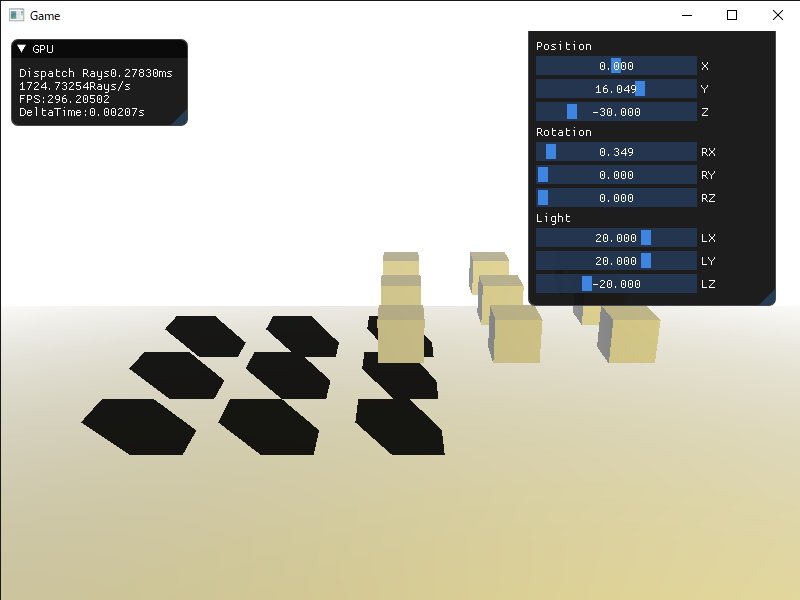 Game
GPU
Dispatch Rays0.27830ms
1724.73254Rays/s
FPS:296.20502
DeltaTime:0.00207s
Position
0.000 X
16.049 Y
-30.000 Z
Rotation
0.349 RX
0.000 RY
0.000 RZ
Light
20.000 LX
20.000 LY
-20.000 LZ